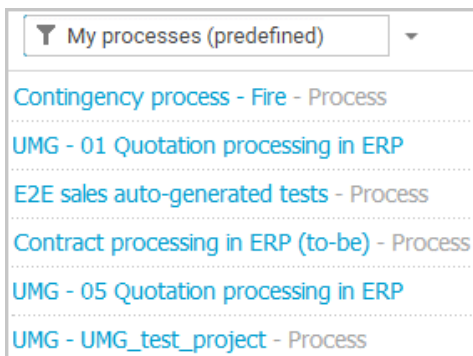 My processes (predefined)
Contingency process - Fire - Process
UMG - 01 Quotation processing in ERP
E2E sales auto-generated tests - Process
Contract processing in ERP (to-be) - Process
UMG - 05 Quotation processing in ERP
UMG - UMG_test_project - Process